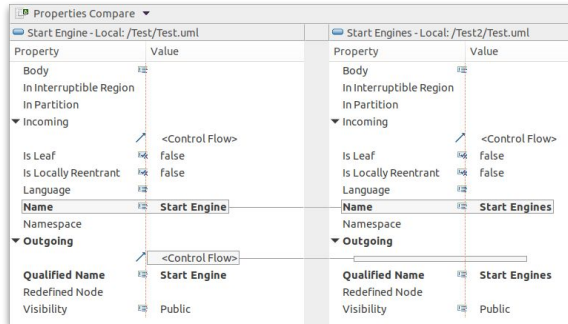 Properties Compare
Start Engine - Local: /Test/Test.uml Start Engines - Local: /Test2/Test.uml
Property Value Property Value
Body Body
In Interruptible Region In Interruptible Region
In Partition In Partition
Incoming Incoming
<Control Flow> <Control Flow>
Is Leaf false Is Leaf false
Is Locally Reentrant false Is Locally Reentrant false
Language Language
Name Start Engine Name Start Engines
Namespace Namespace
Outgoing Outgoing
<Control Flow>
Qualified Name Start Engine Qualified Name Start Engines
Redefined Node Redefined Node
Visibility Public Visibility Public